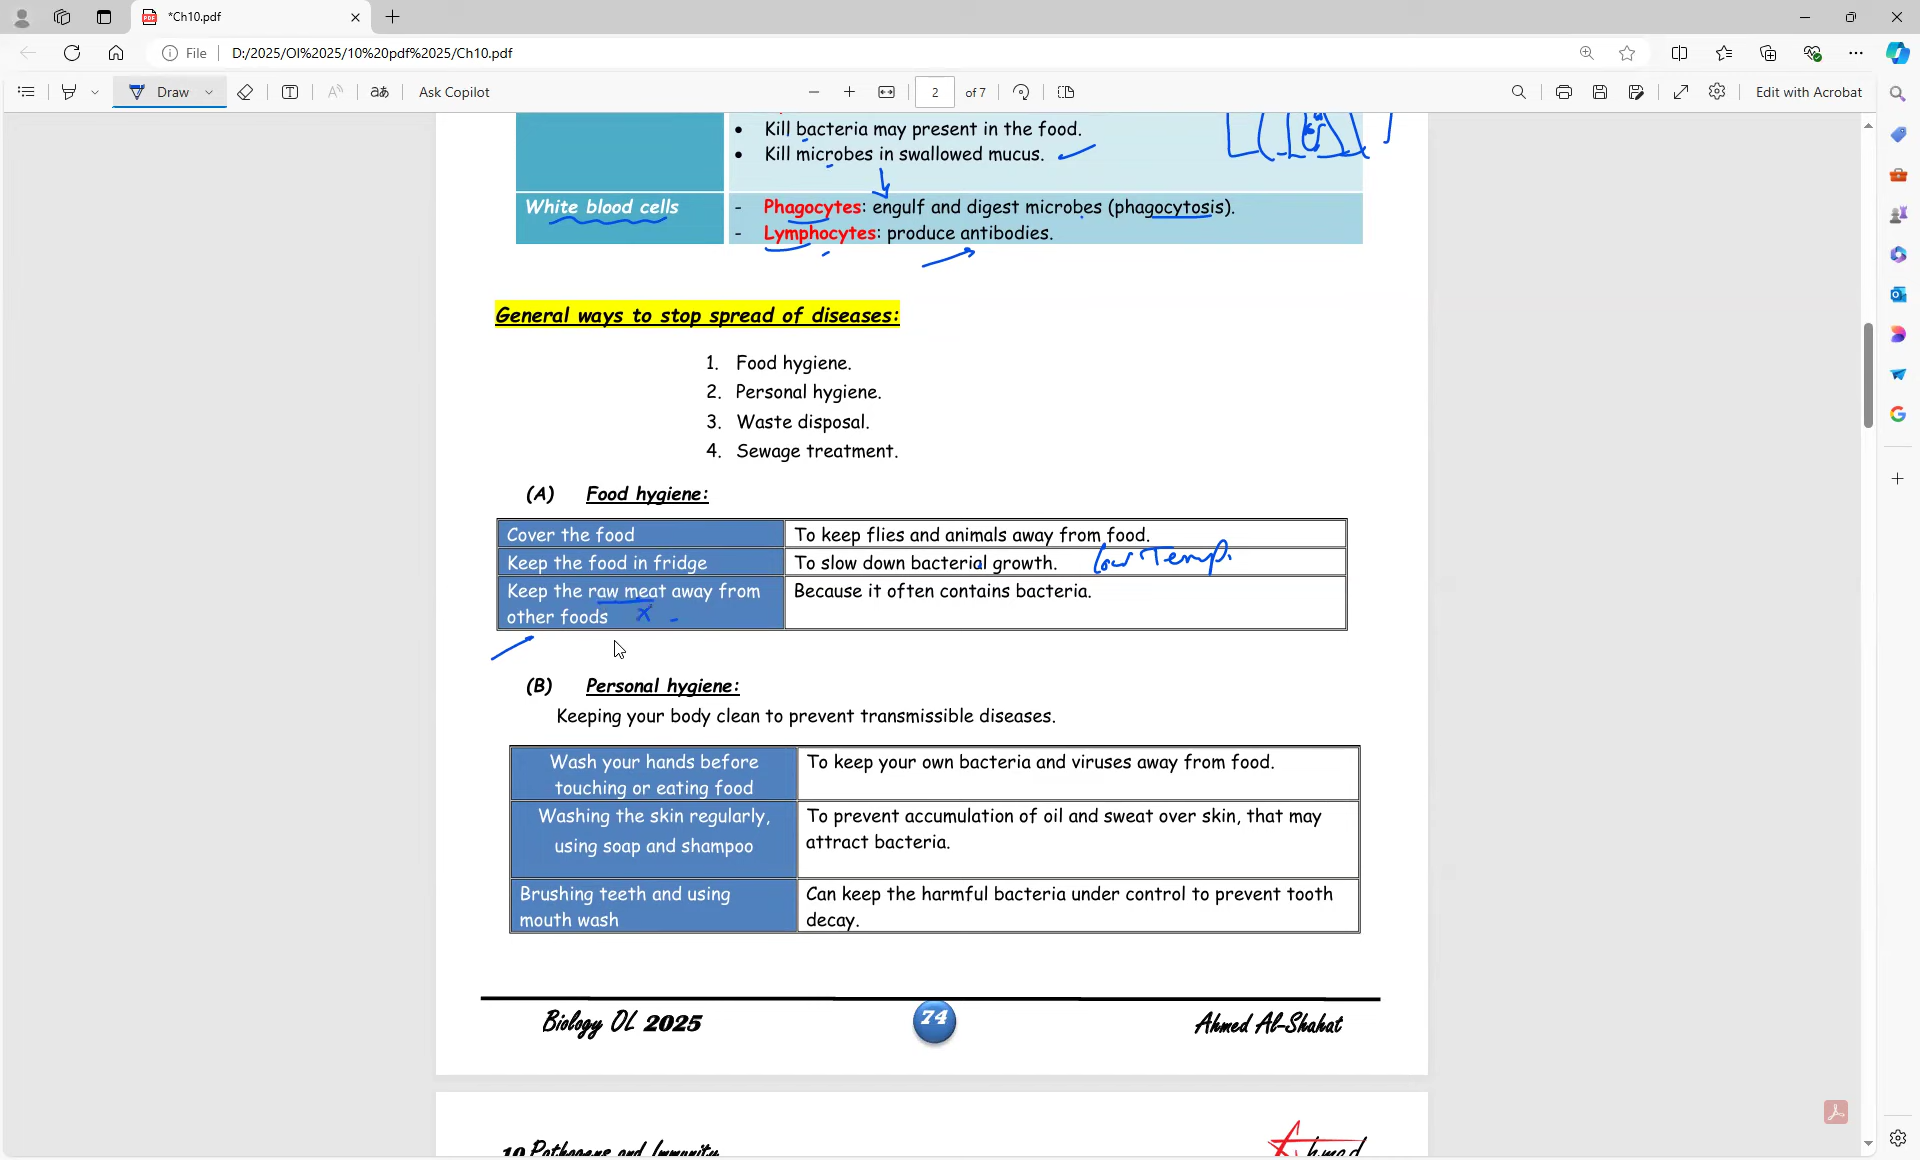 *Ch10.pdf
File
D:/2025/Ol%2025/10%20pdf%2025/Ch10.pdf
Draw
Ask Copilot
2
of 7
Edit with Acrobat
• Kill bacteria may present in the food.
• Kill microbes in swallowed mucus.
White blood cells
- Phagocytes: engulf and digest microbes (phagocytosis).
- Lymphocytes: produce antibodies.
General ways to stop spread of diseases:
1. Food hygiene.
2. Personal hygiene.
3. Waste disposal.
4. Sewage treatment.
(A) Food hygiene:
Cover the food
To keep flies and animals away from food.
Keep the food in fridge
To slow down bacterial growth.
low Temp.
Keep the raw meat away from
other foods
Because it often contains bacteria.
(B) Personal hygiene:
Keeping your body clean to prevent transmissible diseases.
Wash your hands before
touching or eating food
To keep your own bacteria and viruses away from food.
Washing the skin regularly,
using soap and shampoo
To prevent accumulation of oil and sweat over skin, that may
attract bacteria.
Brushing teeth and using
mouth wash
Can keep the harmful bacteria under control to prevent tooth
decay.
Biology OL 2025
74
Ahmed Al-Shahat
10 Pathogens and Immunity
Ahmed